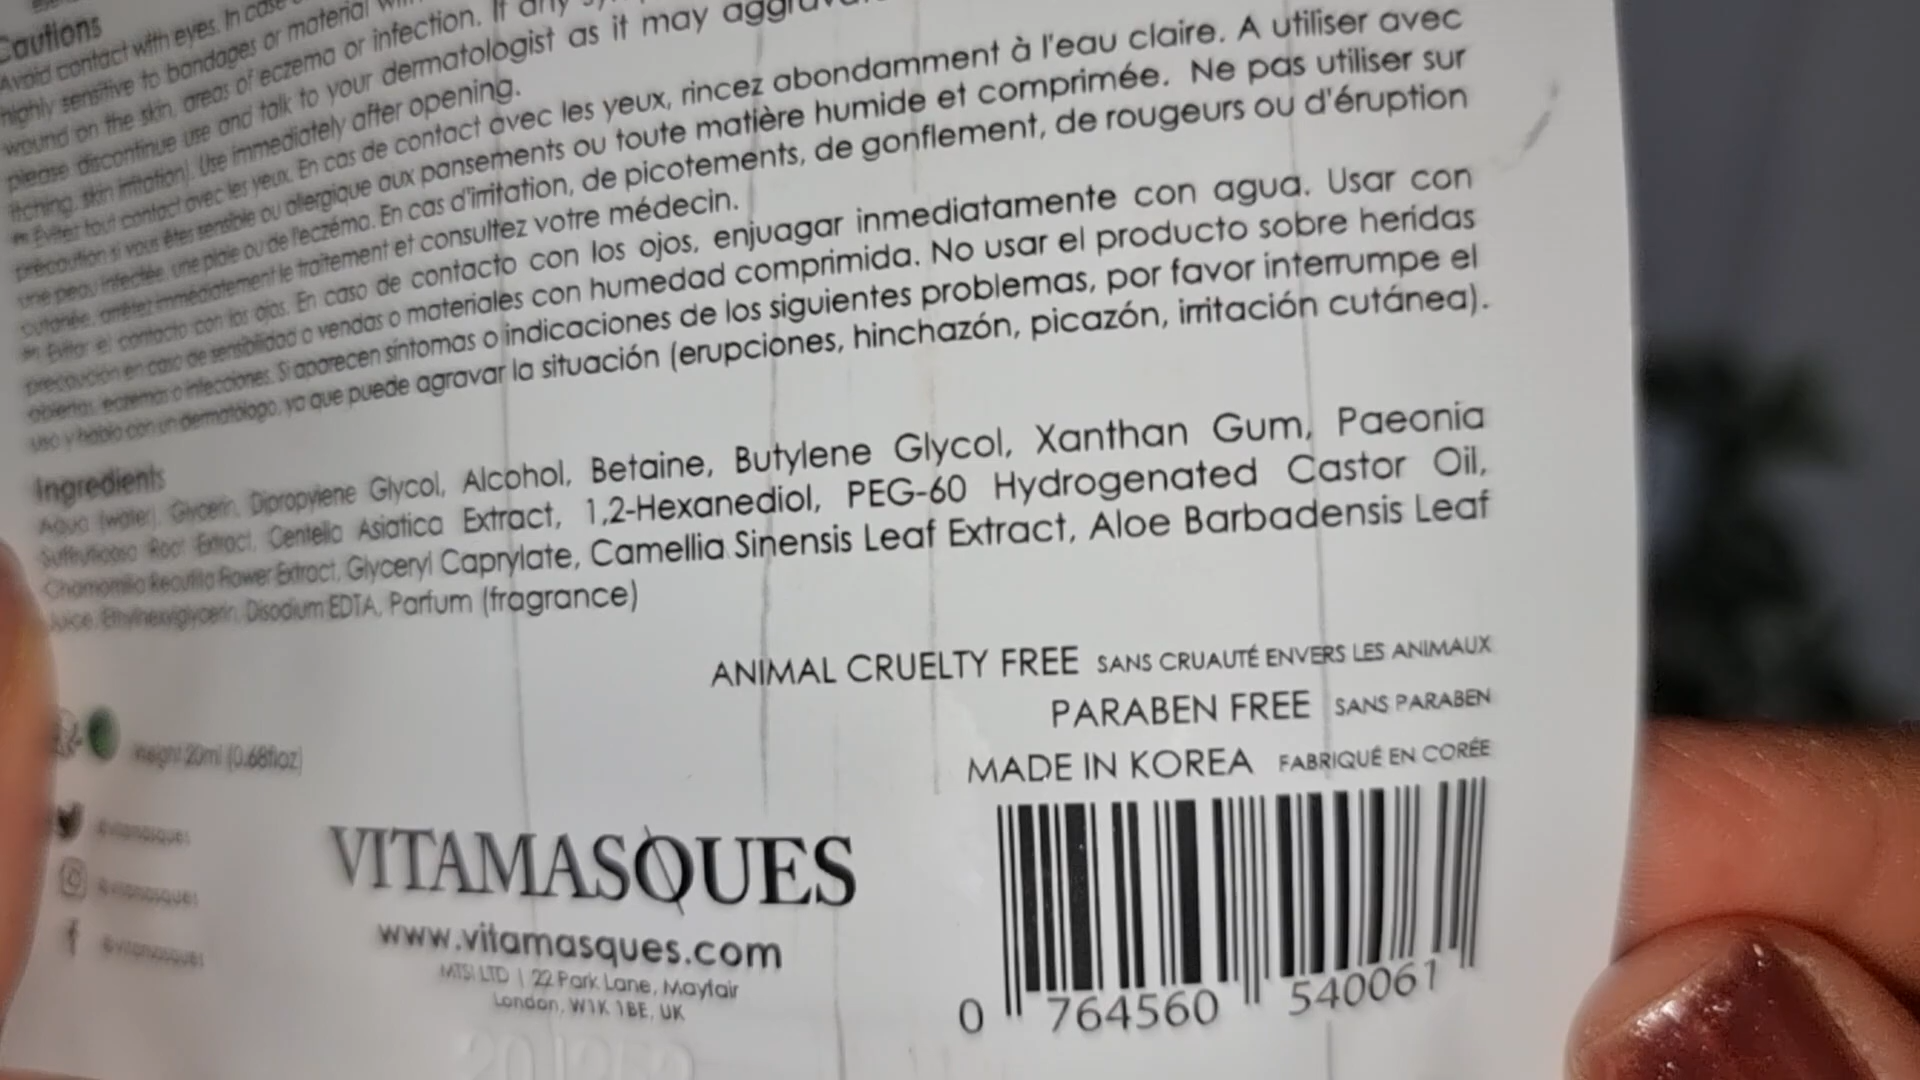 Cautions
Avoid contact with eyes. In case
highly sensitive to bandages or material
wound on the skin, areas of eczema or infection. If any
please discontinue use and talk to your dermatologist as it may
itching, skin irritation). Use immediately after opening.
FR Éviter tout contact avec les yeux. En cas de contact avec les yeux, rincez abondamment à l'eau claire. A utiliser avec
précaution si vous êtes sensible ou allergique aux pansements ou toute matière humide et comprimée. Ne pas utiliser sur
une peau infectée, une plaie ou de l'eczéma. En cas d'irritation, de picotements, de gonflement, de rougeurs ou d'éruption
cutanée, arrêtez immédiatement le traitement et consultez votre médecin.
Evitar el contacto con los ojos. En caso de contacto con los ojos, enjuagar inmediatamente con agua. Usar con
precaución en caso de sensibilidad a vendas o materiales con humedad comprimida. No usar el producto sobre heridas
abiertas, eczemas o infecciones. Si aparecen síntomas o indicaciones de los siguientes problemas, por favor interrumpe el
uso y habla con un dermatólogo, ya que puede agravar la situación (erupciones, hinchazón, picazón, irritación cutánea).
Ingredients
Aqua (water), Glycerin, Dipropylene Glycol, Alcohol, Betaine, Butylene Glycol, Xanthan Gum, Paeonia
Suffruticosa Root Extract, Centella Asiatica Extract, 1,2-Hexanediol, PEG-60 Hydrogenated Castor Oil,
Chamomilla Recutita Flower Extract, Glyceryl Caprylate, Camellia Sinensis Leaf Extract, Aloe Barbadensis Leaf
Juice, Ethylhexylglycerin, Disodium EDTA, Parfum (fragrance)
ANIMAL CRUELTY FREE SANS CRUAUTÉ ENVERS LES ANIMAUX
PARABEN FREE SANS PARABEN
MADE IN KOREA FABRIQUÉ EN CORÉE
Weight 20ml (0.68floz)
@vitamasques
@vitamasques
@vitamasques
VITAMASQUES
www.vitamasques.com
MTSI LTD | 22 Park Lane, Mayfair
London, W1K 1BE, UK
0 764560 540061